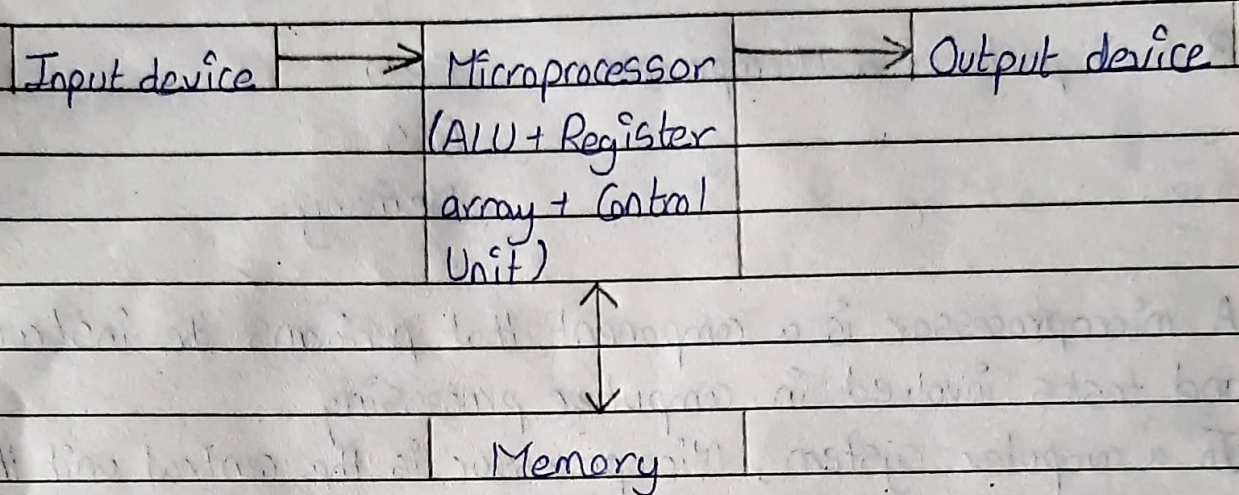 Input device Microprocessor Output device
(ALU + Register
array + Control
Unit)
Memory